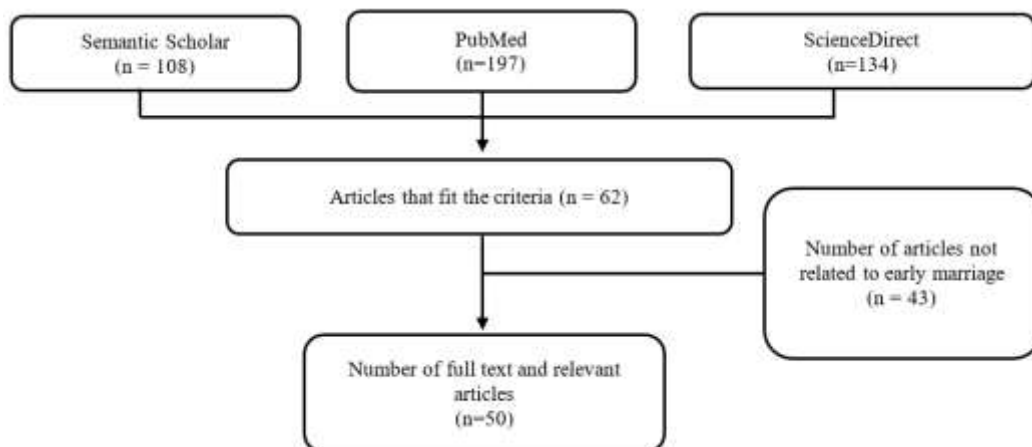 Semantic Scholar
(n = 108)
PubMed
(n=197)
ScienceDirect
(n=134)
Articles that fit the criteria (n = 62)
Number of articles not
related to early marriage
(n = 43)
Number of full text and relevant
articles
(n=50)